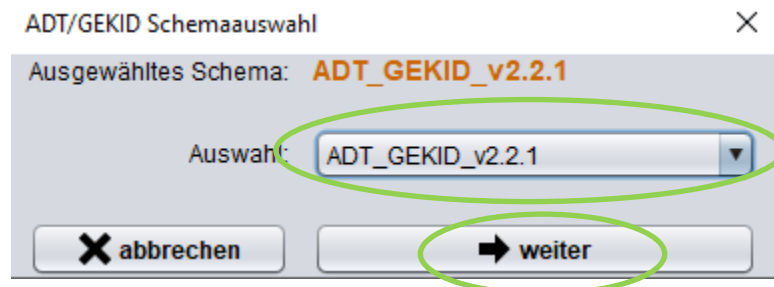 ADT/GEKID Schemaauswahl
Ausgewähltes Schema: ADT_GEKID_v2.2.1
Auswahl: ADT_GEKID_v2.2.1
abbrechen weiter